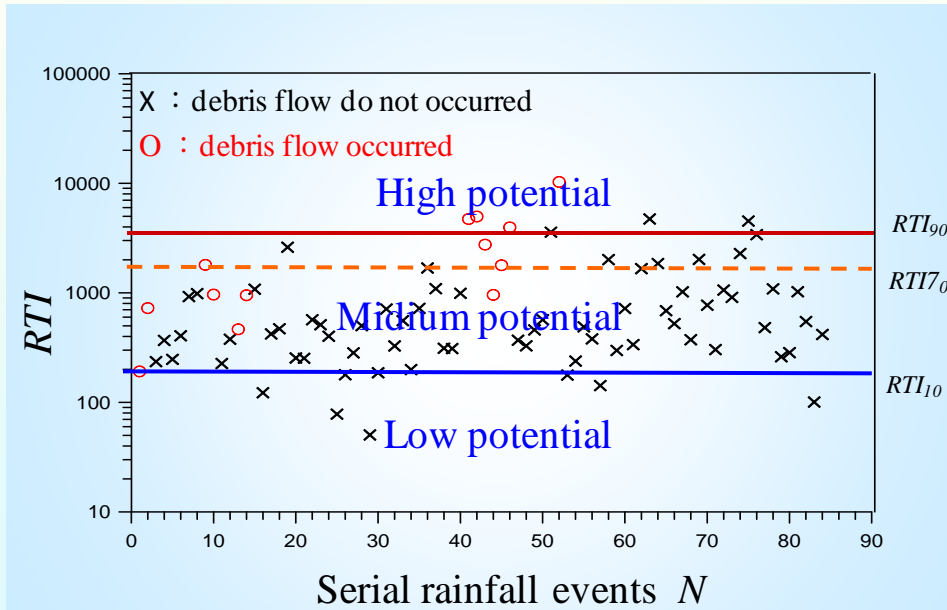 100000
X：debris flow do not occurred
O：debris flow occurred
10000
High potential
RTI90
RTI70
1000
Midium potential
RTI
RTI10
100
Low potential
10
0 10 20 30 40 50 60 70 80 90
Serial rainfall events N